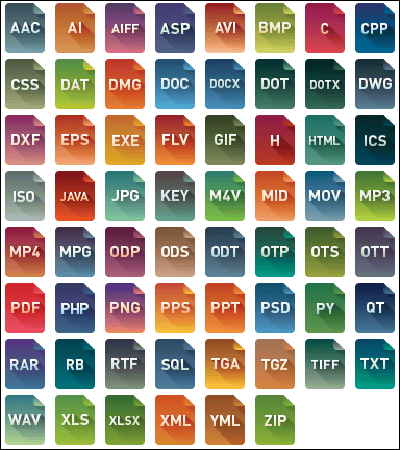 AAC AI AIFF ASP AVI BMP C CPP
CSS DAT DMG DOC DOCX DOT DOTX DWG
DXF EPS EXE FLV GIF H HTML ICS
ISO JAVA JPG KEY M4V MID MOV MP3
MP4 MPG ODP ODS ODT OTP OTS OTT
PDF PHP PNG PPS PPT PSD PY QT
RAR RB RTF SQL TGA TGZ TIFF TXT
WAV XLS XLSX XML YML ZIP